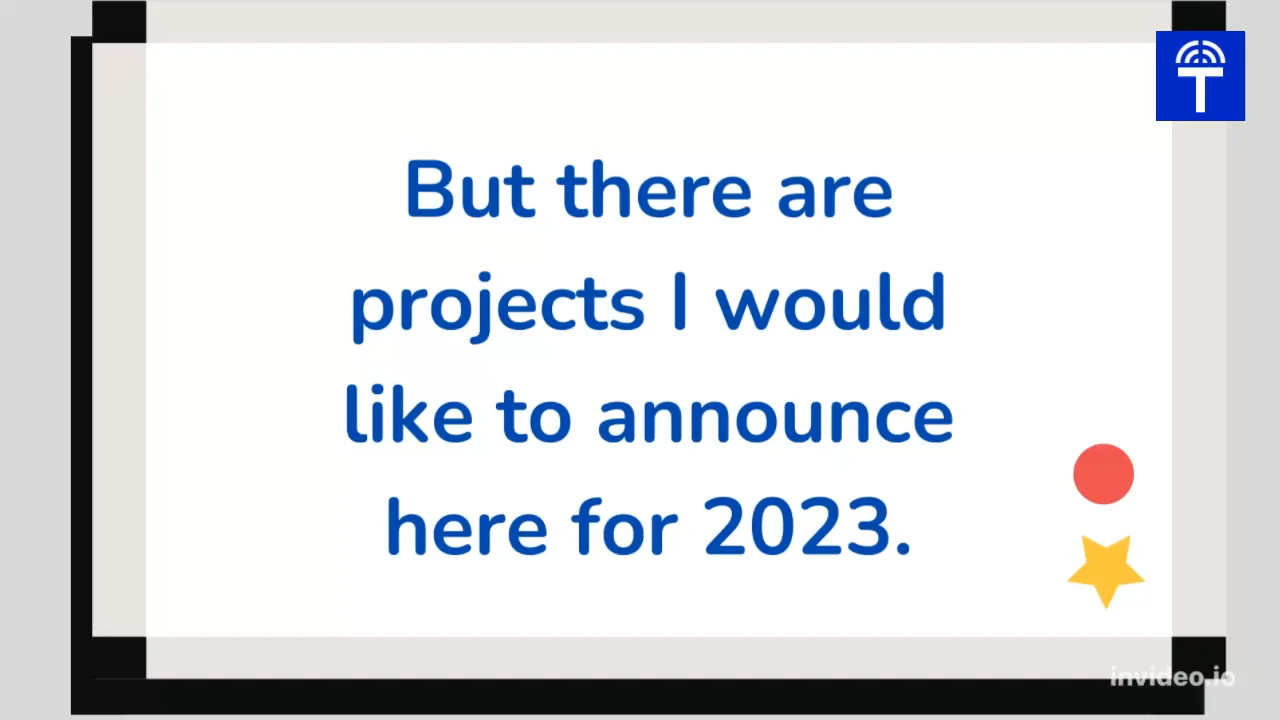 But there are
projects I would
like to announce
here for 2023.
invideo.io